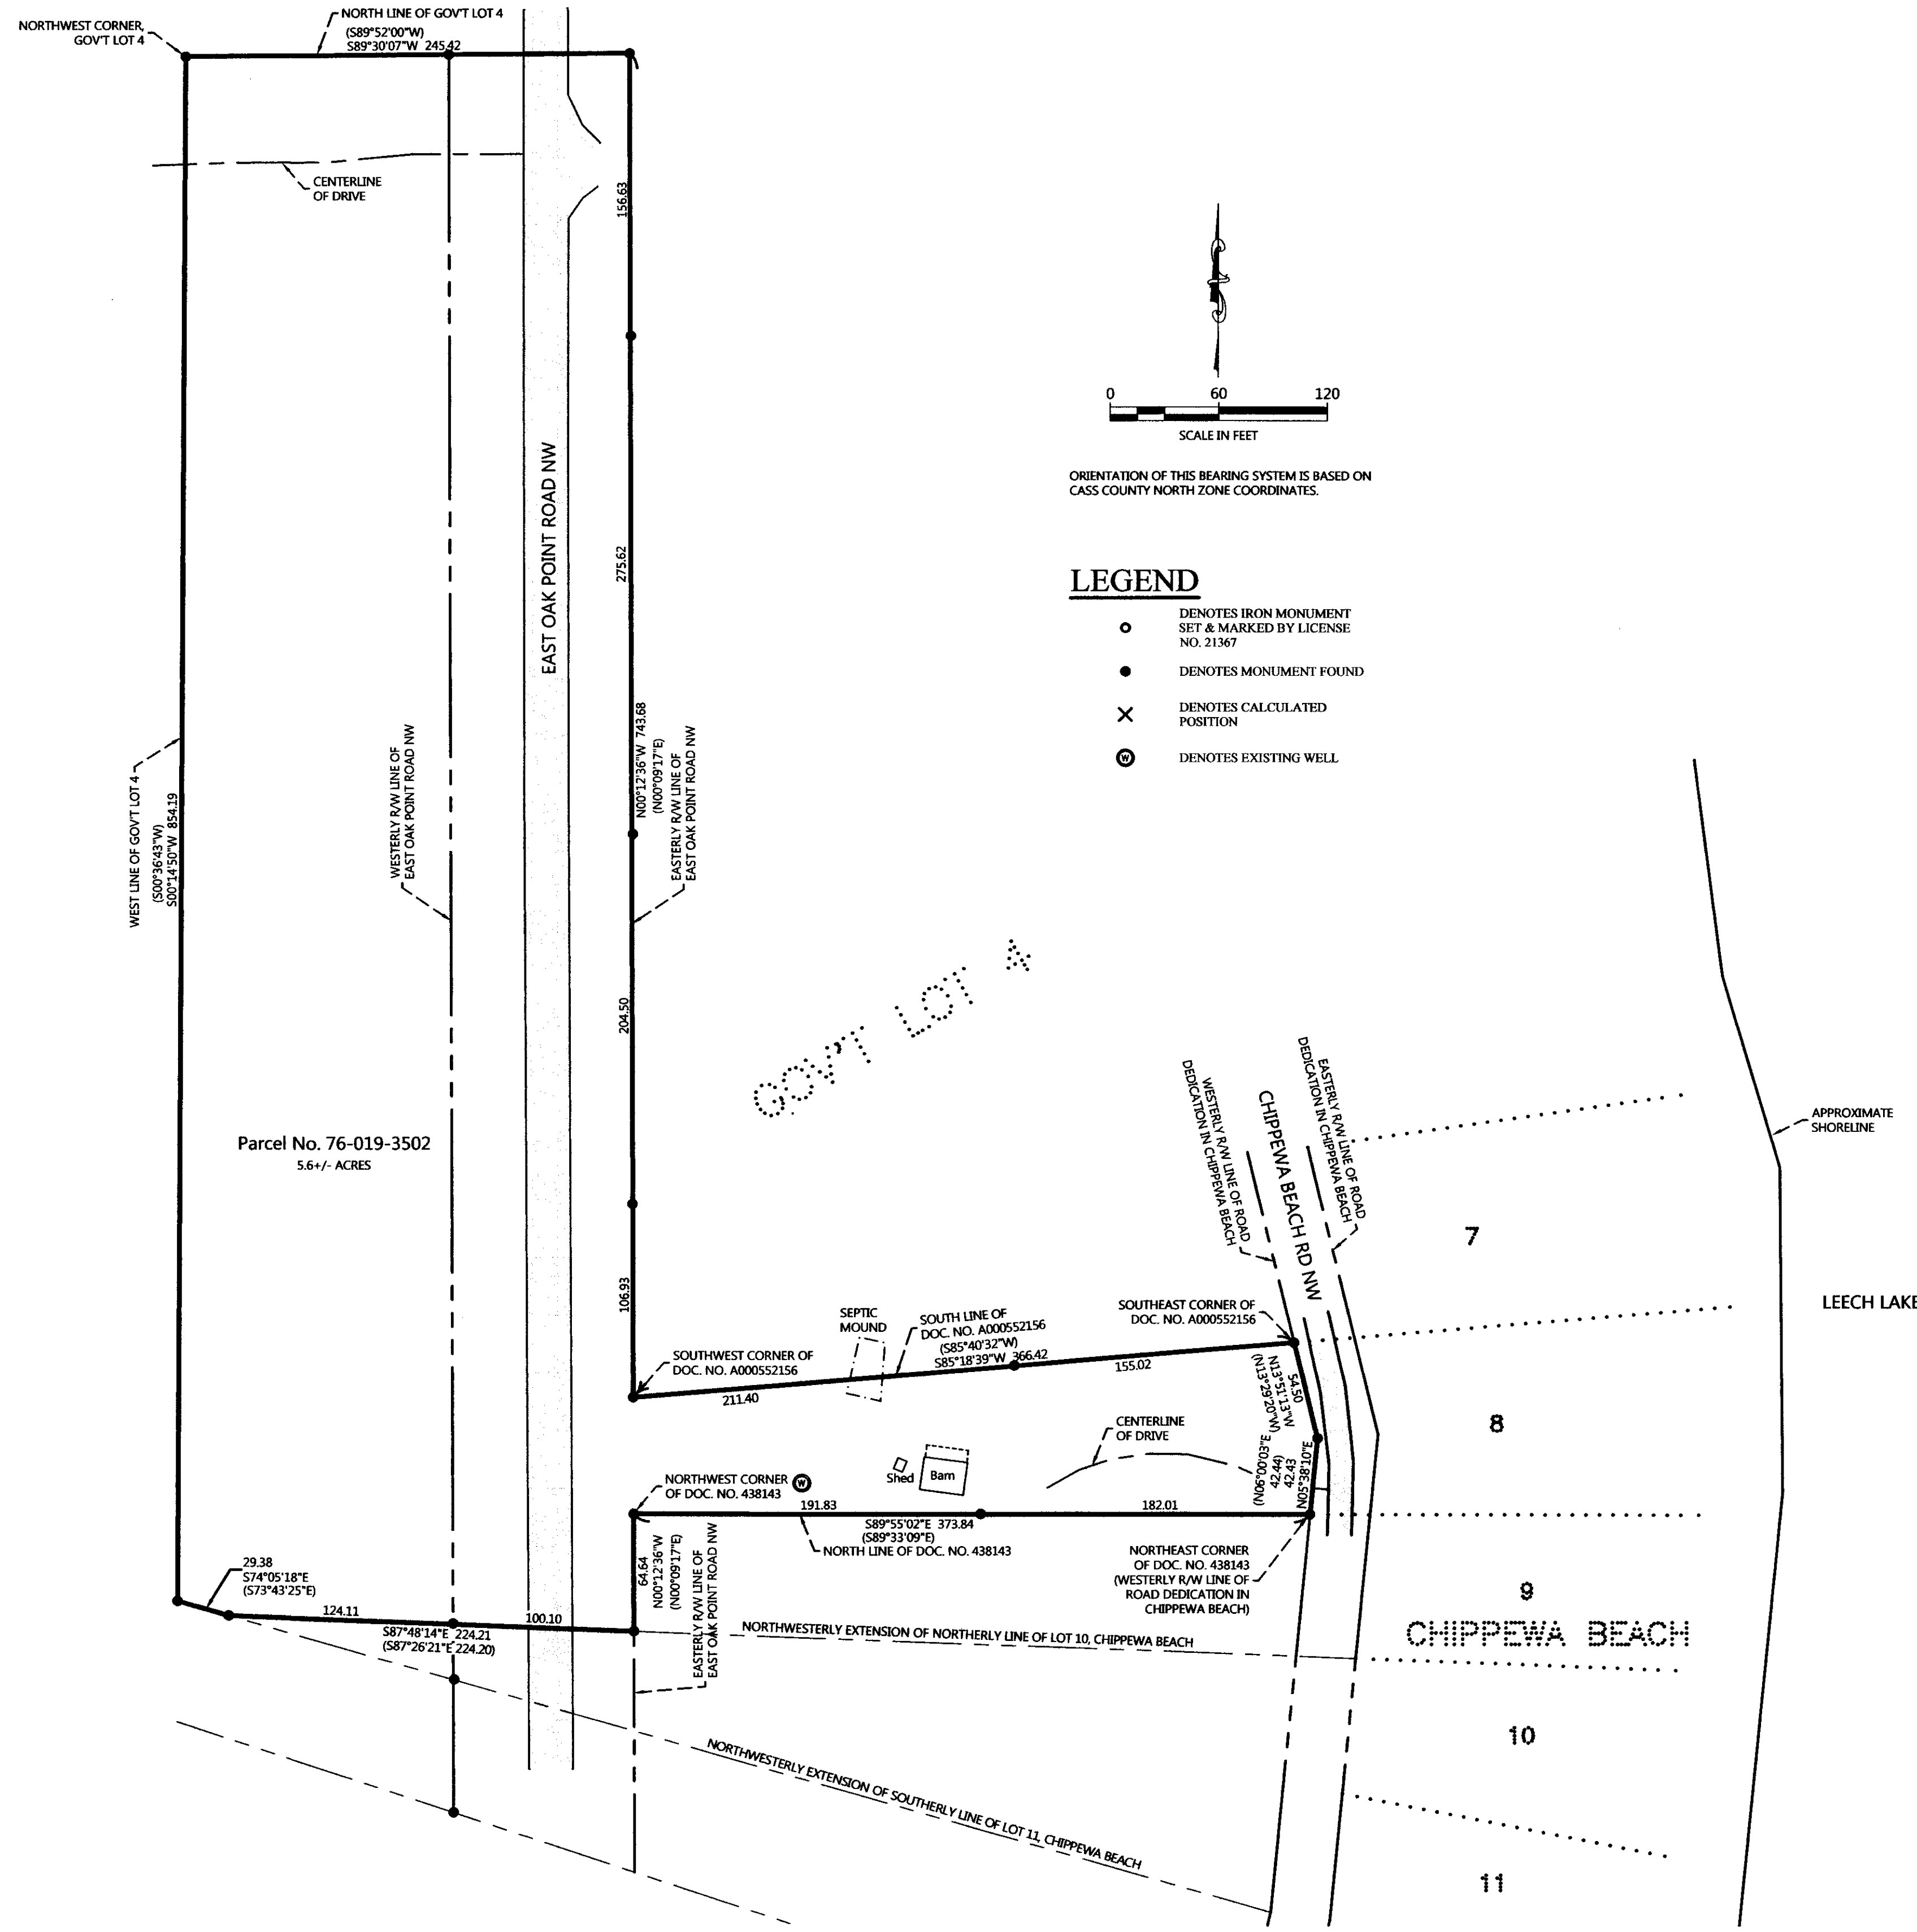 NORTHWEST CORNER,
GOV'T LOT 4
NORTH LINE OF GOV'T LOT 4
(S89°52'00"W)
S89°30'07"W 245.42
CENTERLINE
OF DRIVE
156.63
275.62
EAST OAK POINT ROAD NW
0 60 120
SCALE IN FEET
ORIENTATION OF THIS BEARING SYSTEM IS BASED ON
CASS COUNTY NORTH ZONE COORDINATES.
LEGEND
DENOTES IRON MONUMENT
SET & MARKED BY LICENSE
NO. 21367
DENOTES MONUMENT FOUND
DENOTES CALCULATED
POSITION
W
DENOTES EXISTING WELL
WEST LINE OF GOV'T LOT 4
(S00°36'43"W)
S00°14'50"W 854.19
WESTERLY R/W LINE OF
EAST OAK POINT ROAD NW
N00°12'36"W 743.68
(N00°09'17"E)
EASTERLY R/W LINE OF
EAST OAK POINT ROAD NW
204.50
GOV'T LOT 4
Parcel No. 76-019-3502
5.6+/- ACRES
106.93
WESTERLY R/W LINE OF ROAD
DEDICATION IN CHIPPEWA BEACH
CHIPPEWA BEACH RD NW
EASTERLY R/W LINE OF ROAD
DEDICATION IN CHIPPEWA BEACH
APPROXIMATE
SHORELINE
7
LEECH LAKE
SEPTIC
MOUND
SOUTH LINE OF
DOC. NO. A000552156
(S85°40'32"W)
S85°18'39"W 366.42
SOUTHEAST CORNER OF
DOC. NO. A000552156
SOUTHWEST CORNER OF
DOC. NO. A000552156
211.40
155.02
54.50
N13°51'13"W
(N13°29'20"W)
8
CENTERLINE
OF DRIVE
(N06°00'03"E
42.44)
42.43
N05°38'10"E
Shed
Barn
NORTHWEST CORNER
OF DOC. NO. 438143
W
191.83
182.01
S89°55'02"E 373.84
(S89°33'09"E)
NORTH LINE OF DOC. NO. 438143
NORTHEAST CORNER
OF DOC. NO. 438143
(WESTERLY R/W LINE OF
ROAD DEDICATION IN
CHIPPEWA BEACH)
64.64
N00°12'36"W
(N00°09'17"E)
EASTERLY R/W LINE OF
EAST OAK POINT ROAD NW
29.38
S74°05'18"E
(S73°43'25"E)
124.11
100.10
S87°48'14"E 224.21
(S87°26'21"E 224.20)
NORTHWESTERLY EXTENSION OF NORTHERLY LINE OF LOT 10, CHIPPEWA BEACH
9
CHIPPEWA BEACH
10
NORTHWESTERLY EXTENSION OF SOUTHERLY LINE OF LOT 11, CHIPPEWA BEACH
11